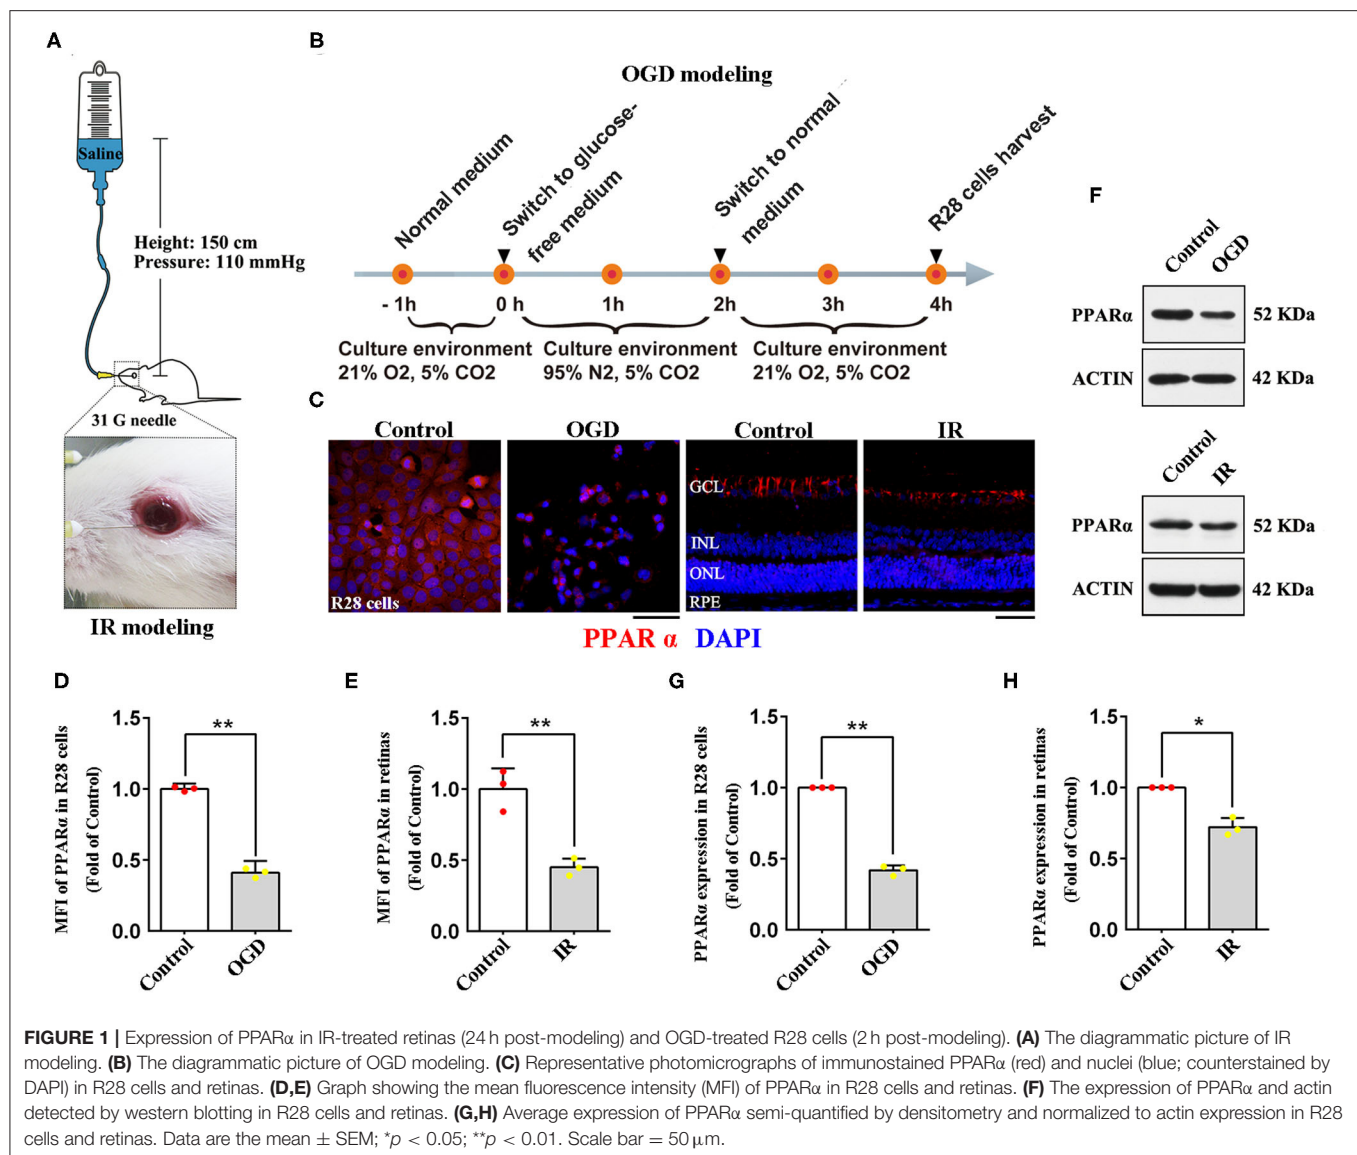 A
Saline
Height: 150 cm
Pressure: 110 mmHg
31 G needle
IR modeling
B
OGD modeling
Normal medium
Switch to glucose-
free medium
Switch to normal
medium
R28 cells harvest
- 1h
0 h
1h
2h
3h
4h
Culture environment
21% O2, 5% CO2
Culture environment
95% N2, 5% CO2
Culture environment
21% O2, 5% CO2
C
Control
OGD
Control
IR
R28 cells
GCL
INL
ONL
RPE
PPAR α DAPI
F
Control
OGD
PPARα
52 KDa
ACTIN
42 KDa
Control
IR
PPARα
52 KDa
ACTIN
42 KDa
D
MFI of PPARα in R28 cells
(Fold of Control)
1.5
1.0
0.5
0.0
**
Control
OGD
E
MFI of PPARα in retinas
(Fold of Control)
1.5
1.0
0.5
0.0
**
Control
IR
G
PPARα expression in R28 cells
(Fold of Control)
1.5
1.0
0.5
0.0
**
Control
OGD
H
PPARα expression in retinas
(Fold of Control)
1.5
1.0
0.5
0.0
*
Control
IR
FIGURE 1 | Expression of PPARα in IR-treated retinas (24 h post-modeling) and OGD-treated R28 cells (2 h post-modeling). (A) The diagrammatic picture of IR
modeling. (B) The diagrammatic picture of OGD modeling. (C) Representative photomicrographs of immunostained PPARα (red) and nuclei (blue; counterstained by
DAPI) in R28 cells and retinas. (D,E) Graph showing the mean fluorescence intensity (MFI) of PPARα in R28 cells and retinas. (F) The expression of PPARα and actin
detected by western blotting in R28 cells and retinas. (G,H) Average expression of PPARα semi-quantified by densitometry and normalized to actin expression in R28
cells and retinas. Data are the mean ± SEM; *p < 0.05; **p < 0.01. Scale bar = 50 μm.